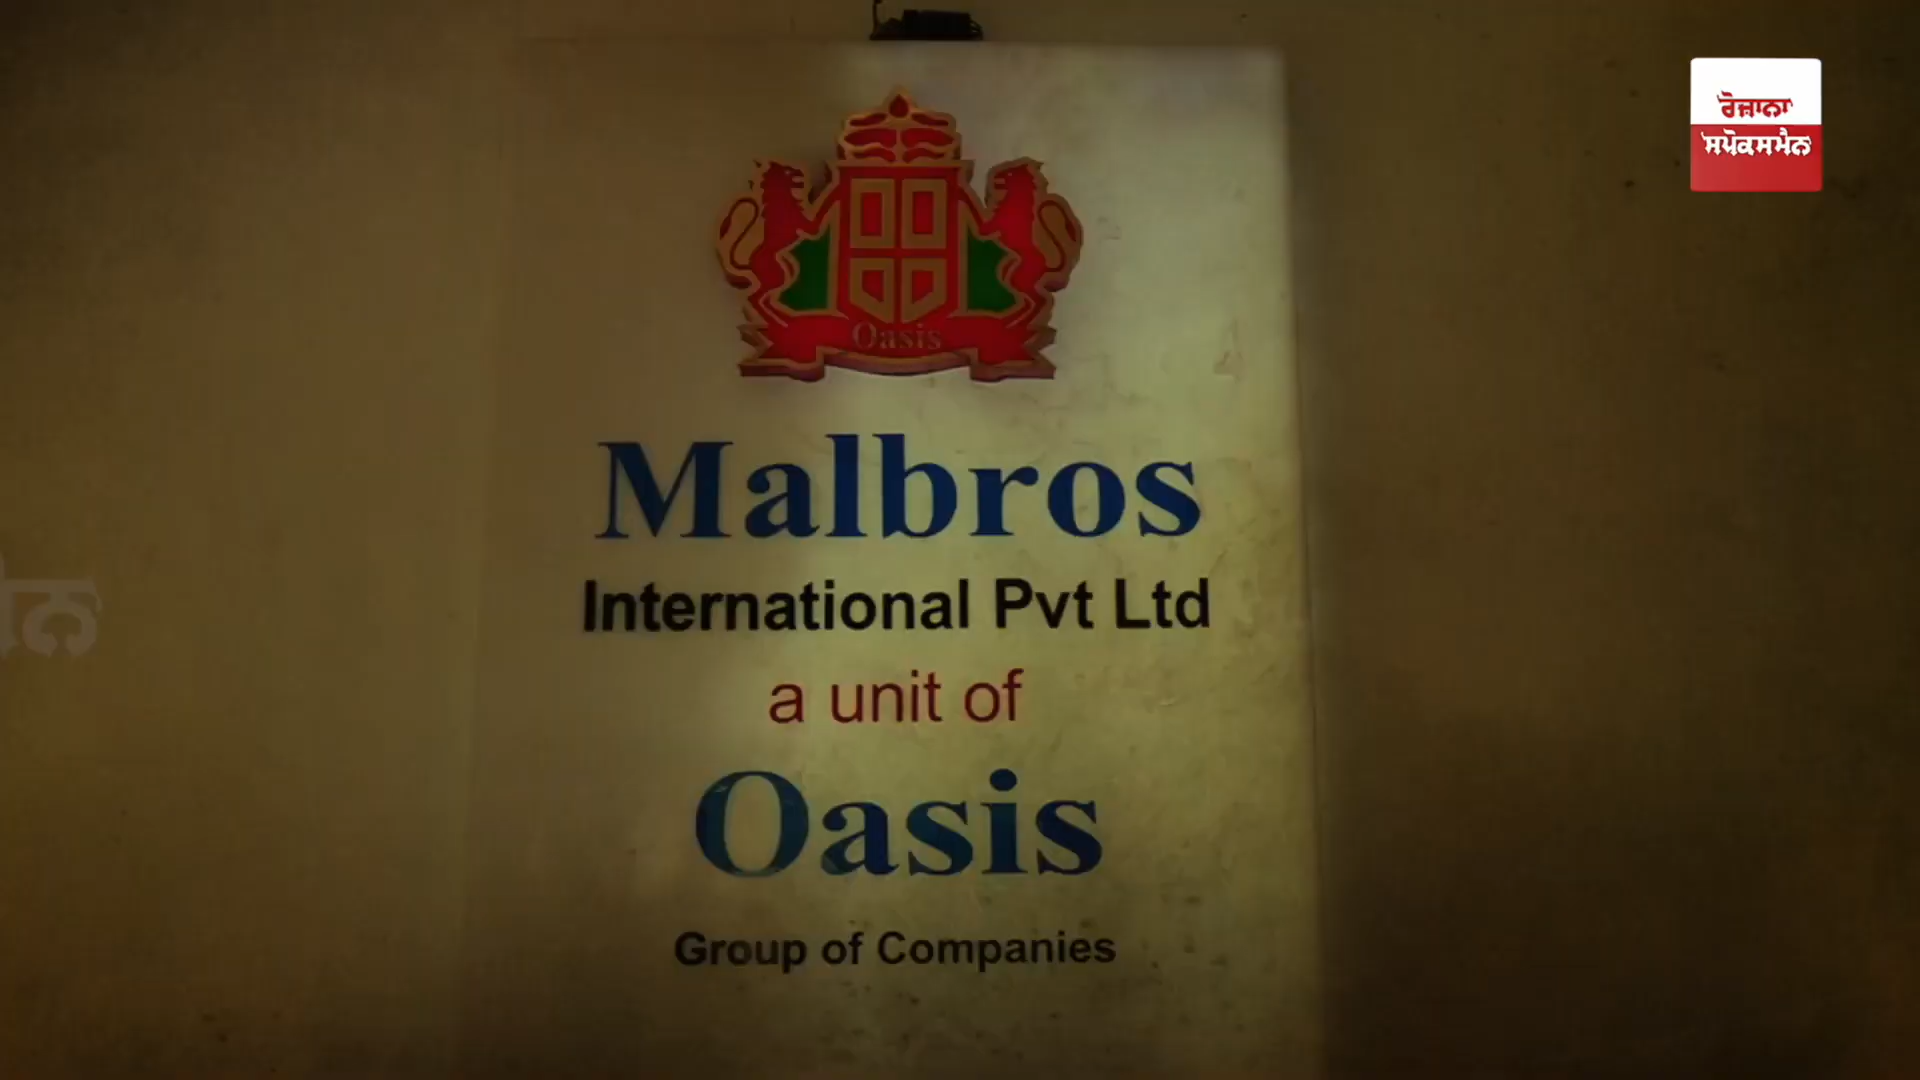 ਰੋਜ਼ਾਨਾ
ਸਪੋਕਸਮੈਨ
Oasis
Malbros
International Pvt Ltd
a unit of
Oasis
Group of Companies